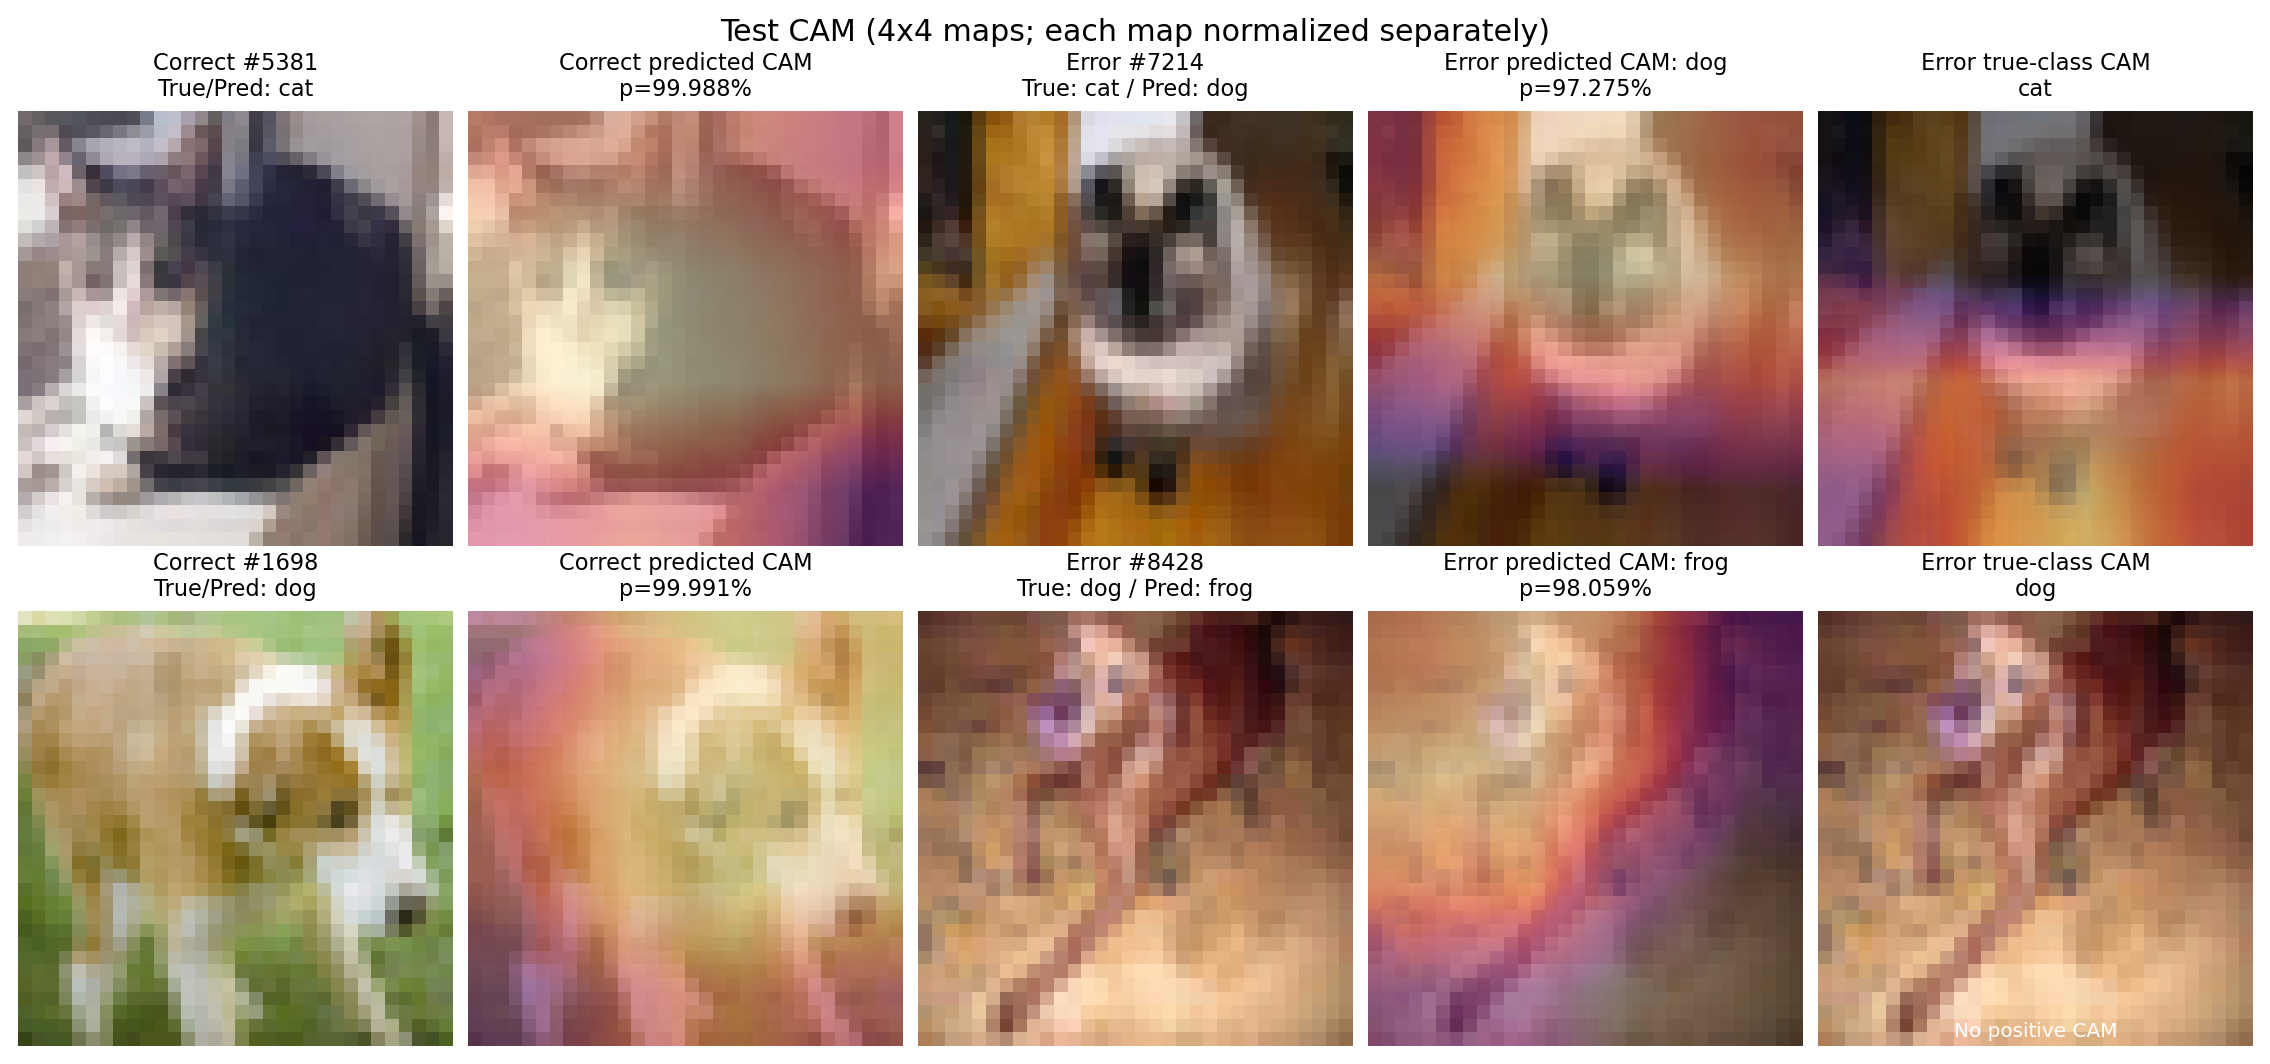 Test CAM (4x4 maps; each map normalized separately)
Correct #5381
True/Pred: cat
Correct predicted CAM
p=99.988%
Error #7214
True: cat / Pred: dog
Error predicted CAM: dog
p=97.275%
Error true-class CAM
cat
Correct #1698
True/Pred: dog
Correct predicted CAM
p=99.991%
Error #8428
True: dog / Pred: frog
Error predicted CAM: frog
p=98.059%
Error true-class CAM
dog
No positive CAM